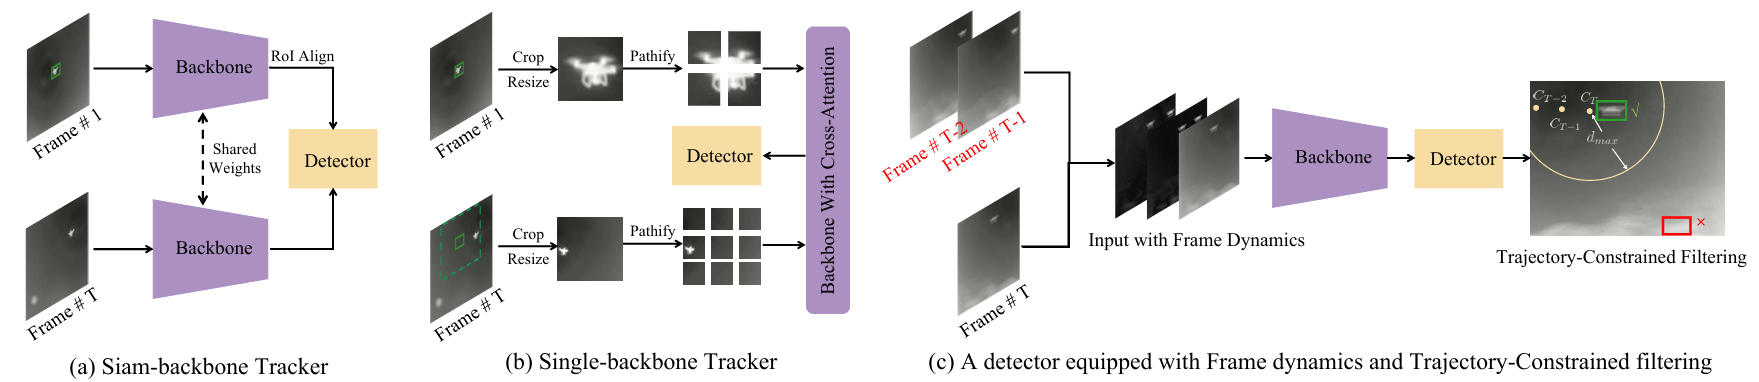 Backbone
RoI Align
Frame # 1
Shared
Weights
Detector
Backbone
Frame # T
(a) Siam-backbone Tracker
Crop
Resize
Pathify
Frame # 1
Detector
Backbone With Cross-Attention
Crop
Resize
Pathify
Frame # T
(b) Single-backbone Tracker
Frame # T-2
Frame # T-1
Frame # T
Input with Frame Dynamics
Backbone
Detector
C_{T-2}
C_{T-1}
C_T
√
d_{max}
×
Trajectory-Constrained Filtering
(c) A detector equipped with Frame dynamics and Trajectory-Constrained filtering